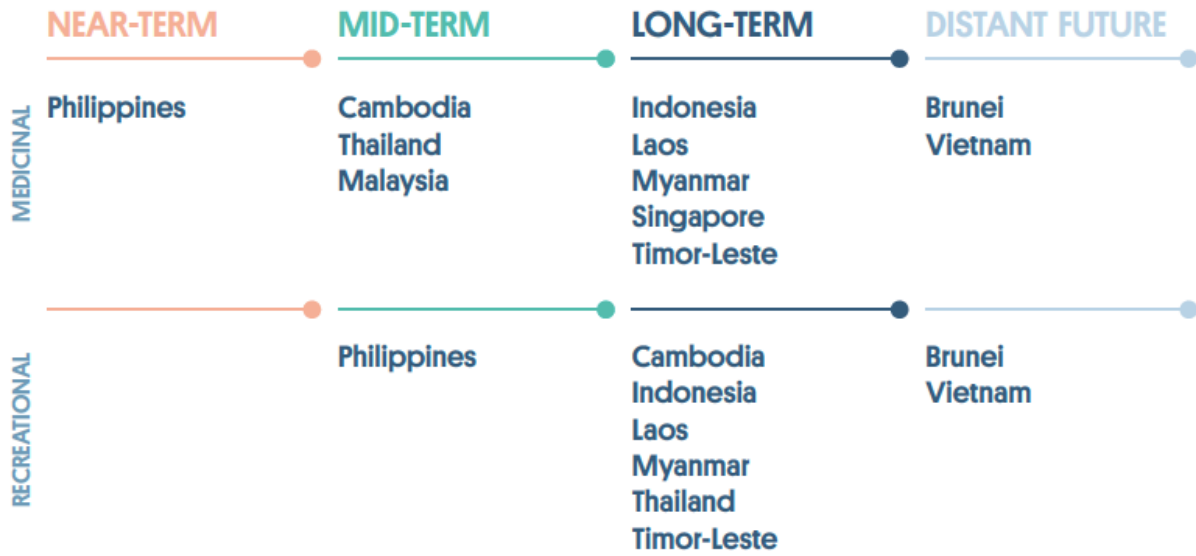 NEAR-TERM
MID-TERM
LONG-TERM
DISTANT FUTURE
MEDICINAL
Philippines
Cambodia
Thailand
Malaysia
Indonesia
Laos
Myanmar
Singapore
Timor-Leste
Brunei
Vietnam
RECREATIONAL
Philippines
Cambodia
Indonesia
Laos
Myanmar
Thailand
Timor-Leste
Brunei
Vietnam